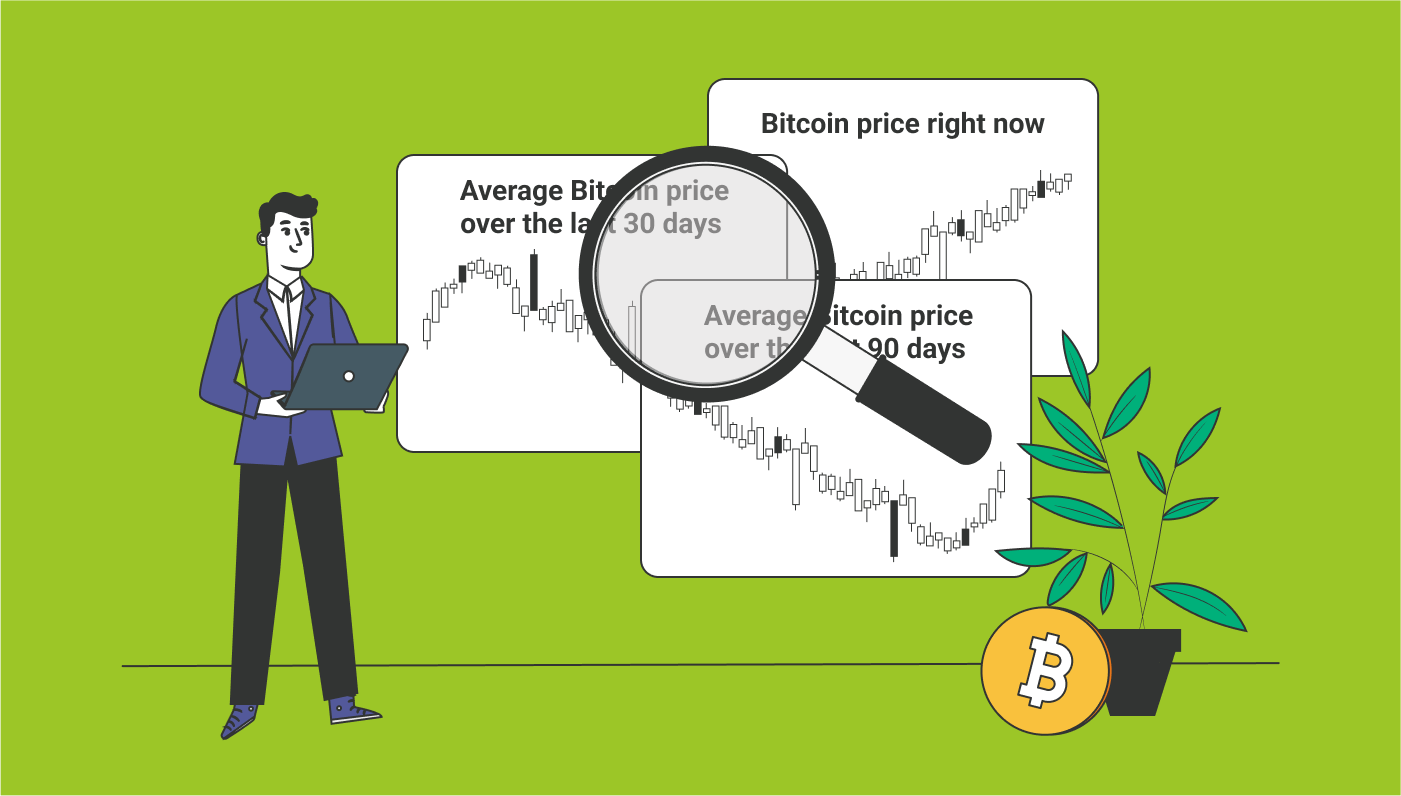 Bitcoin price right now
Average Bitcoin price
over the last 30 days
Average Bitcoin price
over the last 90 days